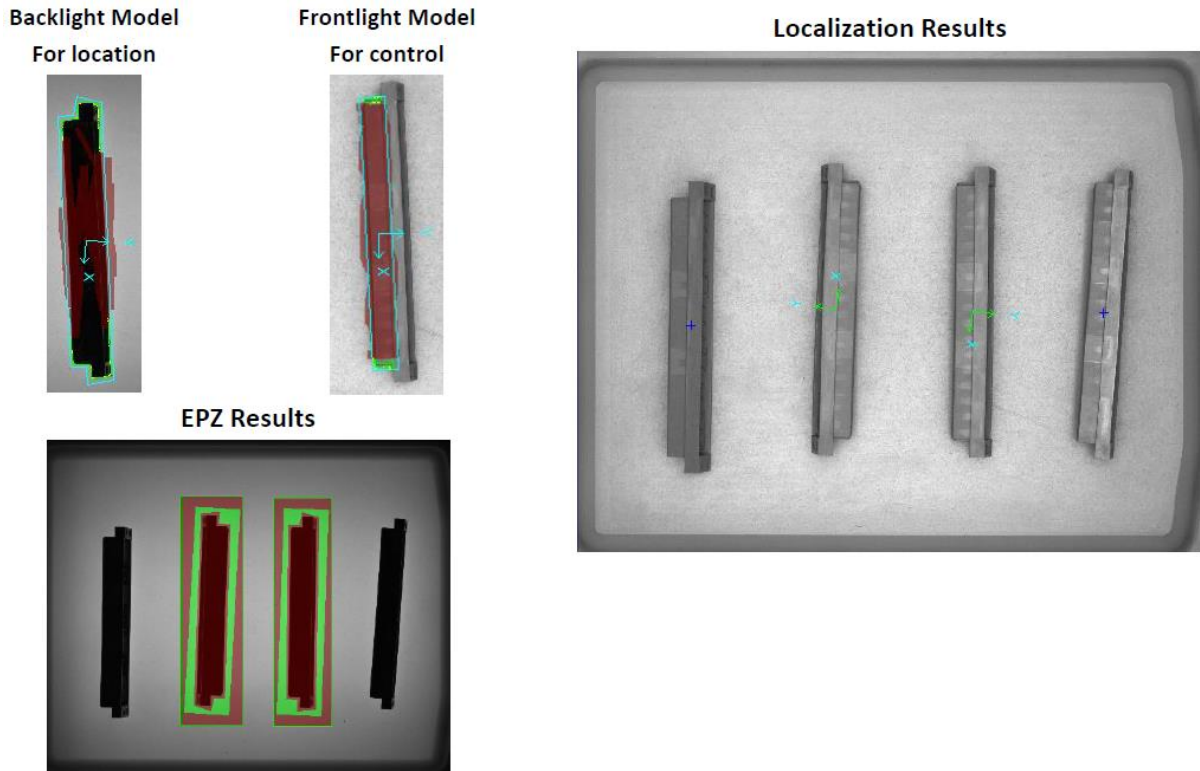 Backlight Model
For location
Frontlight Model
For control
Localization Results
X
Y
X
Y
X
Y
X
Y
EPZ Results